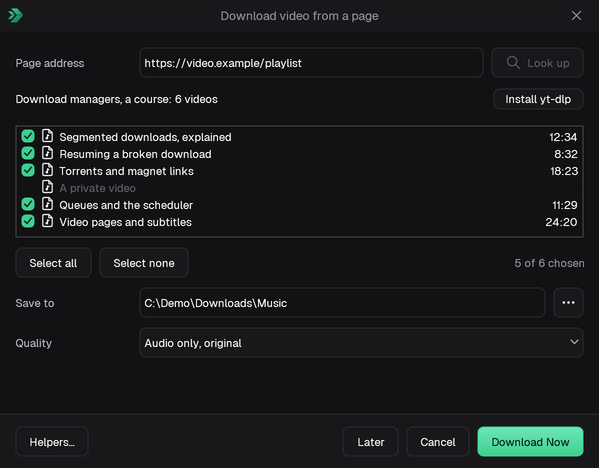 Download video from a page
Page address https://video.example/playlist Look up
Download managers, a course: 6 videos Install yt-dlp
Segmented downloads, explained 12:34
Resuming a broken download 8:32
Torrents and magnet links 18:23
A private video
Queues and the scheduler 11:29
Video pages and subtitles 24:20
Select all Select none 5 of 6 chosen
Save to C:\Demo\Downloads\Music ...
Quality Audio only, original
Helpers... Later Cancel Download Now